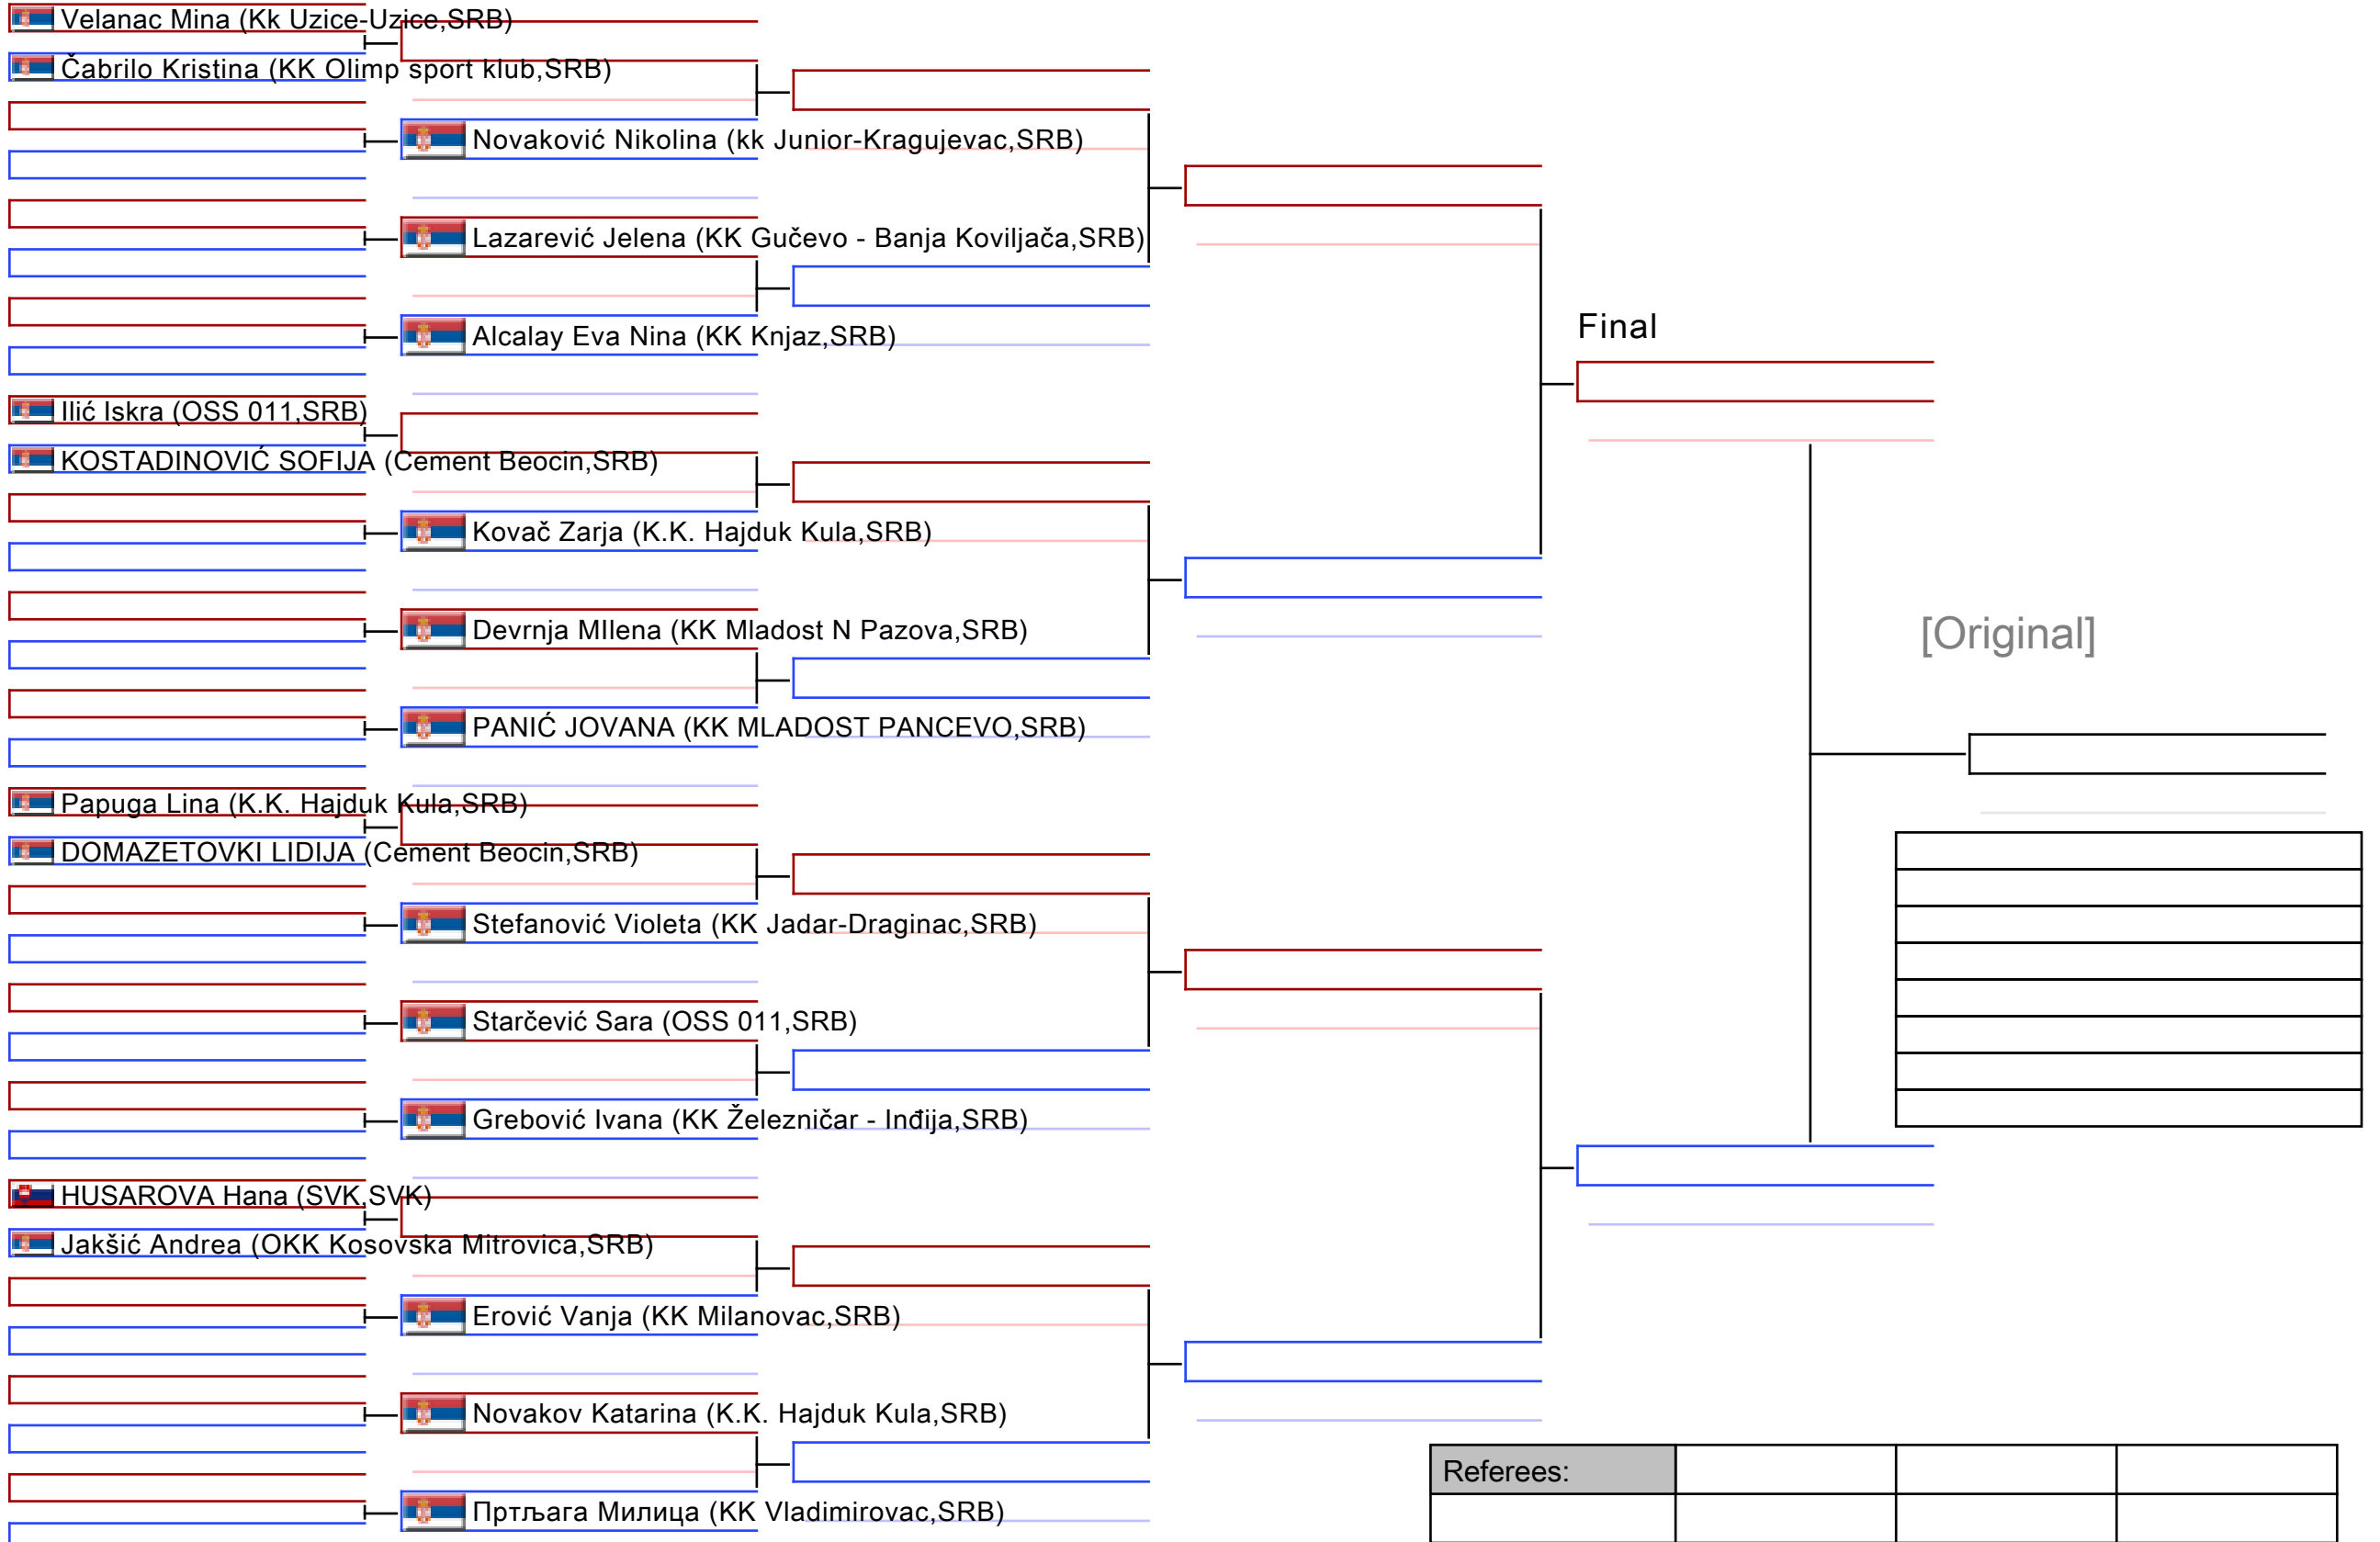 Velanac Mina (Kk Uzice-Uzice,SRB)
Čabrilo Kristina (KK Olimp sport klub,SRB)
Novaković Nikolina (kk Junior-Kragujevac,SRB)
Lazarević Jelena (KK Gučevo - Banja Koviljača,SRB)
Final
Alcalay Eva Nina (KK Knjaz,SRB)
Ilić Iskra (OSS 011,SRB)
KOSTADINOVIĆ SOFIJA (Cement Beocin,SRB)
Kovač Zarja (K.K. Hajduk Kula,SRB)
Devrnja MIlena (KK Mladost N Pazova,SRB)
[Original]
PANIĆ JOVANA (KK MLADOST PANCEVO,SRB)
Papuga Lina (K.K. Hajduk Kula,SRB)
DOMAZETOVKI LIDIJA (Cement Beocin,SRB)
Stefanović Violeta (KK Jadar-Draginac,SRB)
Starčević Sara (OSS 011,SRB)
Grebović Ivana (KK Železničar - Inđija,SRB)
HUSAROVA Hana (SVK,SVK)
Jakšić Andrea (OKK Kosovska Mitrovica,SRB)
Erović Vanja (KK Milanovac,SRB)
Novakov Katarina (K.K. Hajduk Kula,SRB)
Referees:
Пртљага Милица (KK Vladimirovac,SRB)